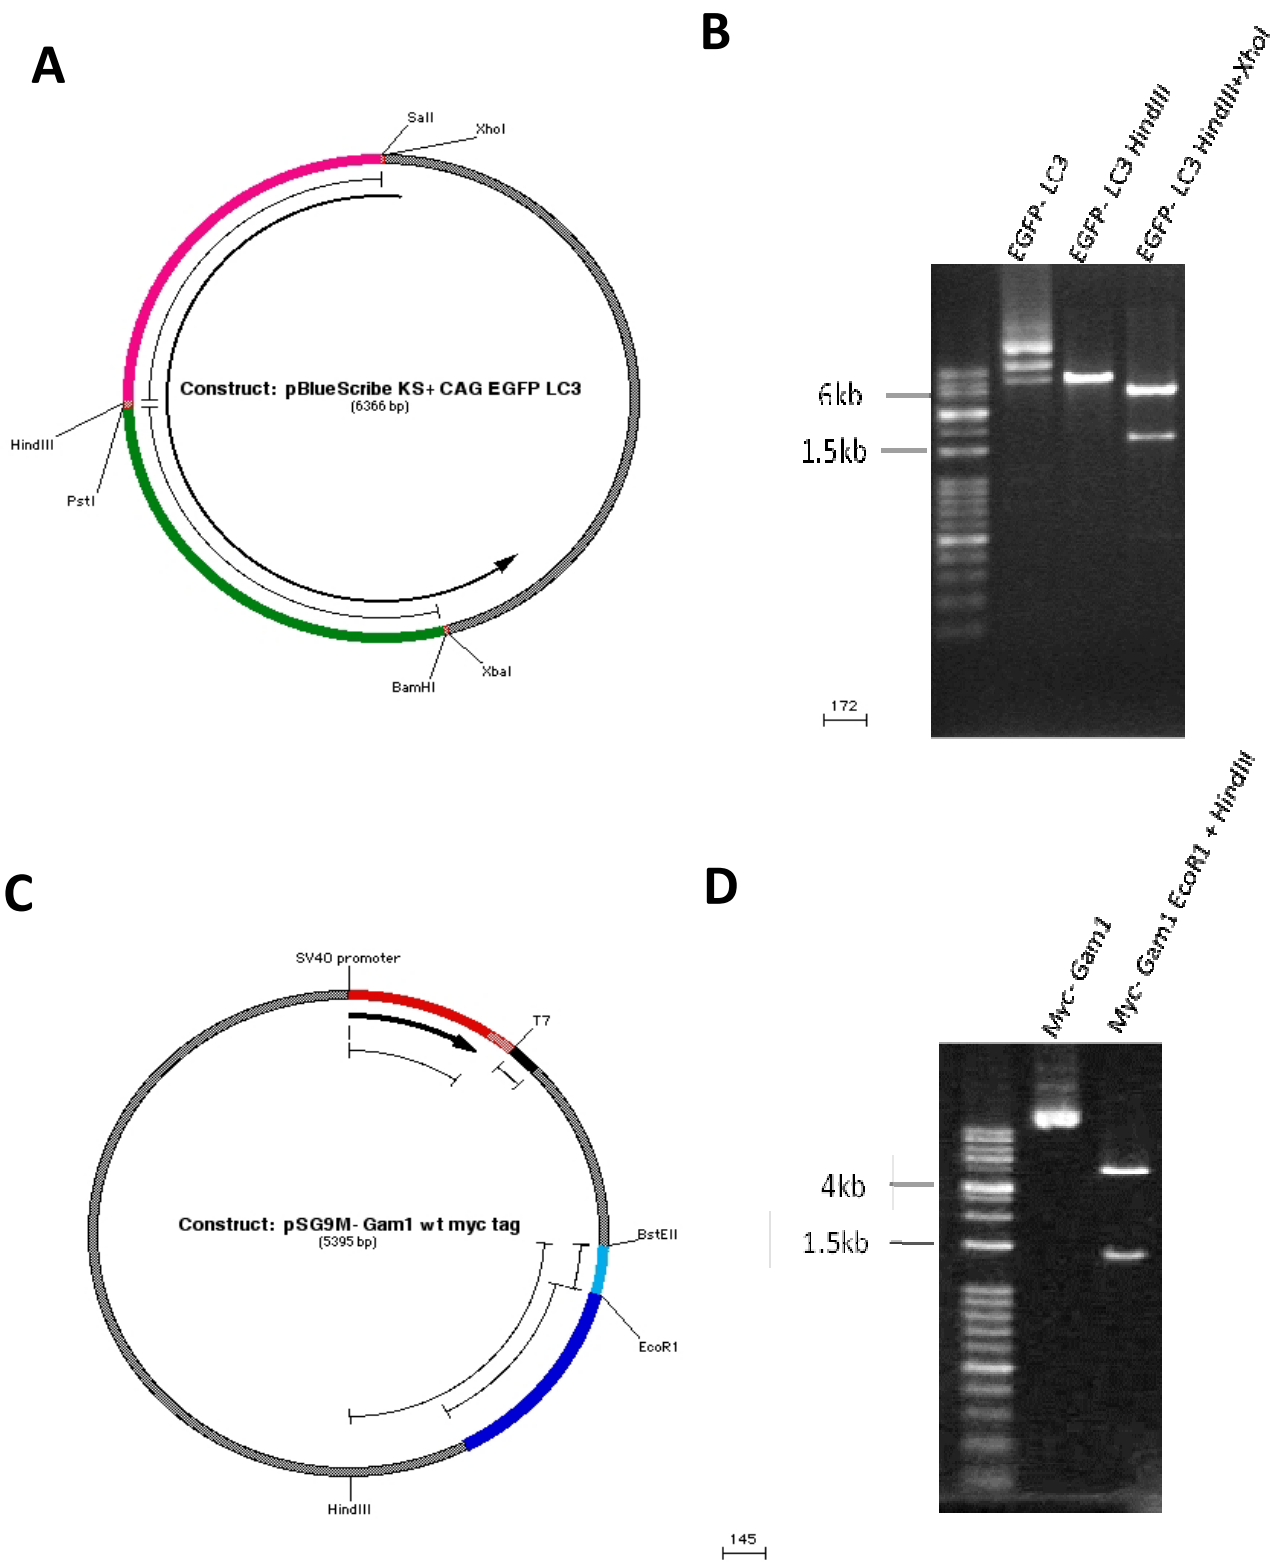 A
SalI
XhoI
Construct: pBlueScribe KS+ CAG EGFP LC3
(6366 bp)
HindIII
PstI
XbaI
BamHI
B
EGFP- LC3
EGFP- LC3 HindIII
EGFP- LC3 HindIII+XhoI
6kb
1.5kb
172
C
SV40 promoter
T7
Construct: pSG9M- Gam1 wt myc tag
(5395 bp)
BstEII
EcoR1
HindIII
D
Myc- Gam1
Myc- Gam1 EcoR1 + HindIII
4kb
1.5kb
145